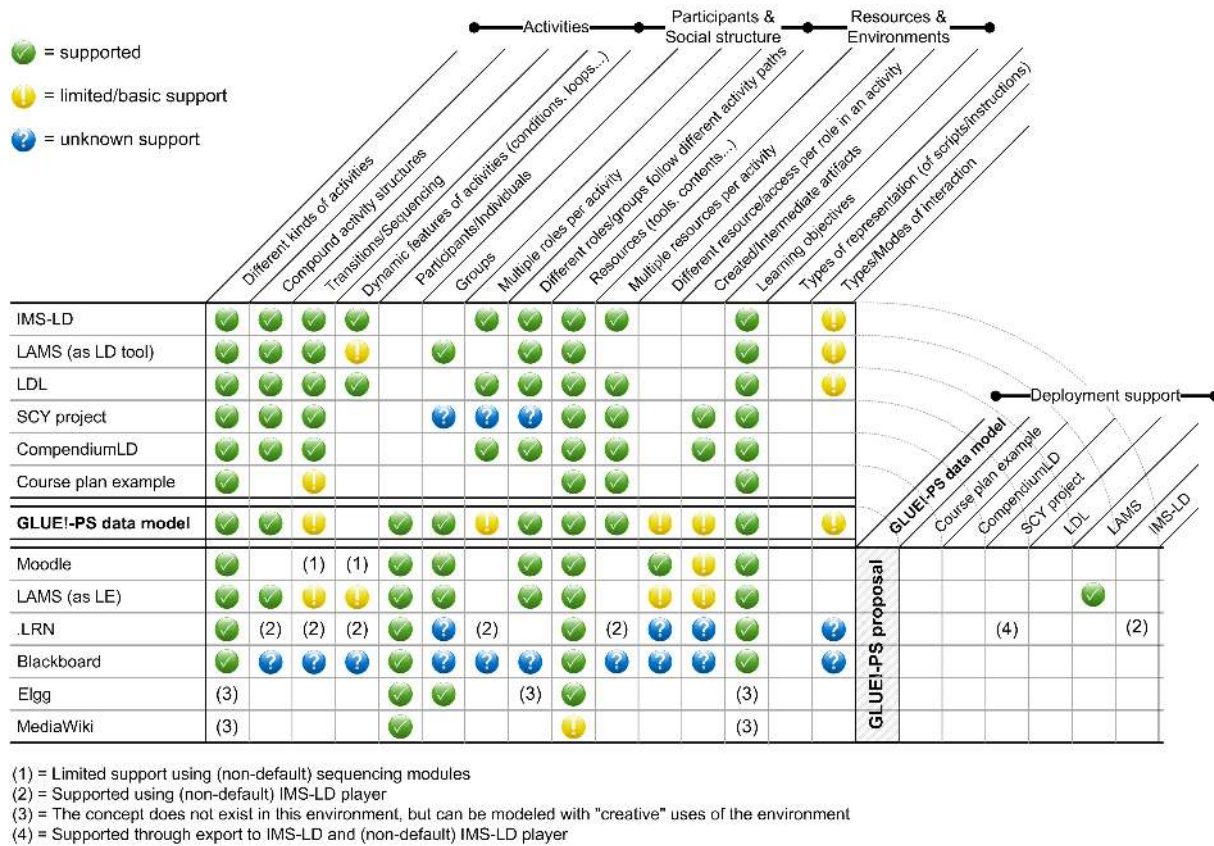 Activities
Participants &
Social structure
Resources &
Environments
= supported
= limited/basic support
= unknown support
Different kinds of activities
Compound activity structures
Transitions/Sequencing
Dynamic features of activities (conditions, loops...)
Participants/Individuals
Groups
Multiple roles per activity
Different roles/groups follow different activity paths
Resources (tools, contents...)
Multiple resources per activity
Different resource/access per role in an activity
Created/Intermediate artifacts
Learning objectives
Types of representation (of scripts/instructions)
Types/Modes of interaction
IMS-LD
LAMS (as LD tool)
LDL
SCY project
CompendiumLD
Course plan example
GLUE!-PS data model
Deployment support
GLUE!-PS data model
Course plan example
CompendiumLD
SCY project
LDL
LAMS
IMS-LD
Moodle (1) (1)
LAMS (as LE)
.LRN (2) (2) (2) (2) (2) (4) (2)
Blackboard
Elgg (3) (3) (3)
MediaWiki (3) (3)
GLUE!-PS proposal
(1) = Limited support using (non-default) sequencing modules
(2) = Supported using (non-default) IMS-LD player
(3) = The concept does not exist in this environment, but can be modeled with "creative" uses of the environment
(4) = Supported through export to IMS-LD and (non-default) IMS-LD player